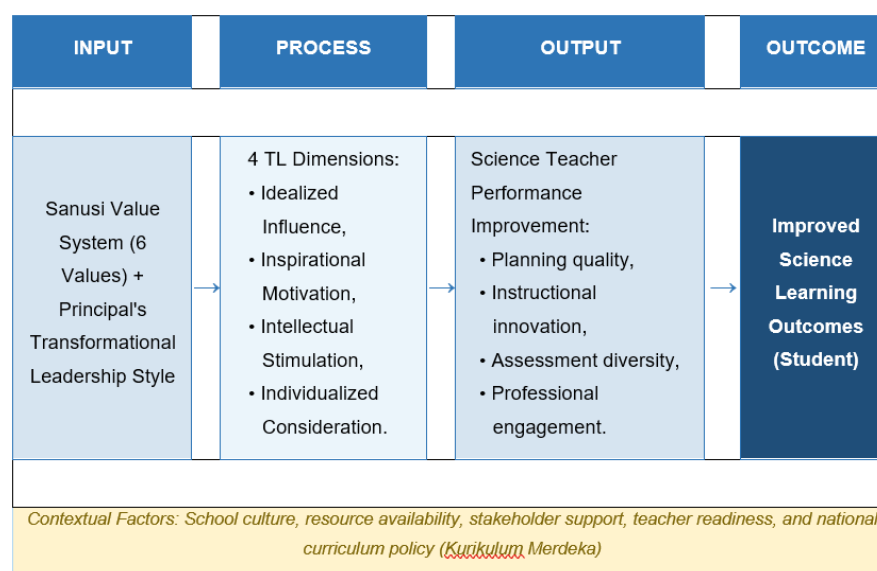 INPUT
PROCESS
OUTPUT
OUTCOME
Sanusi Value
System (6
Values) +
Principal's
Transformational
Leadership Style
→
4 TL Dimensions:
• Idealized
Influence,
• Inspirational
Motivation,
• Intellectual
Stimulation,
• Individualized
Consideration.
→
Science Teacher
Performance
Improvement:
• Planning quality,
• Instructional
innovation,
• Assessment diversity,
• Professional
engagement.
→
Improved
Science
Learning
Outcomes
(Student)
Contextual Factors: School culture, resource availability, stakeholder support, teacher readiness, and national
curriculum policy (Kurikulum Merdeka)